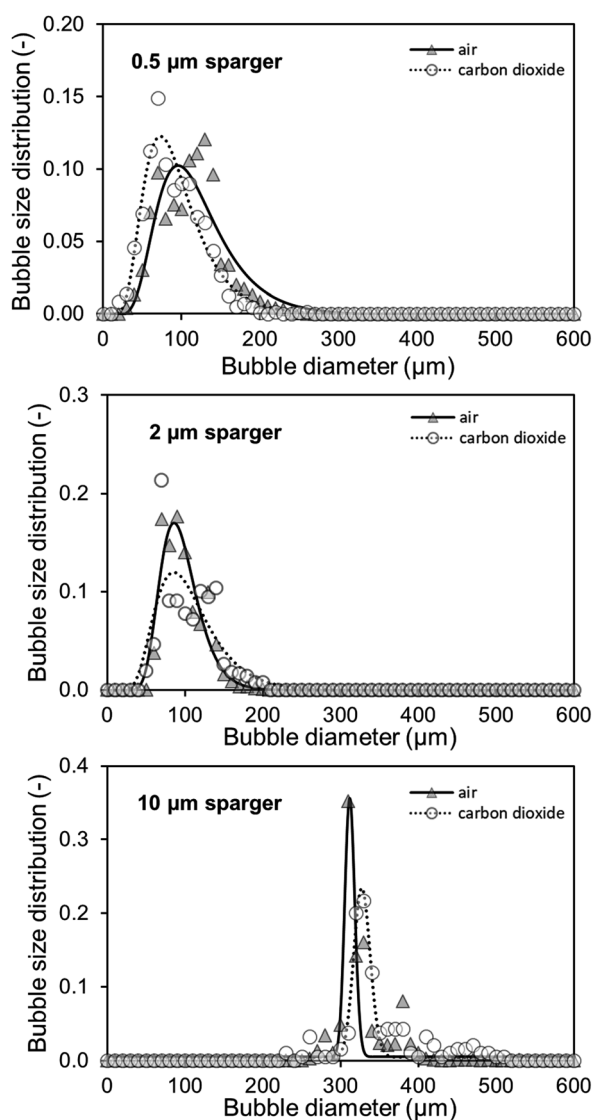 0.20
0.15
0.10
0.05
0.00
Bubble size distribution (-)
0.5 µm sparger
air
carbon dioxide
0 100 200 300 400 500 600
Bubble diameter (µm)
0.3
0.2
0.1
0.0
Bubble size distribution (-)
2 µm sparger
air
carbon dioxide
0 100 200 300 400 500 600
Bubble diameter (µm)
0.4
0.3
0.2
0.1
0.0
Bubble size distribution (-)
10 µm sparger
air
carbon dioxide
0 100 200 300 400 500 600
Bubble diameter (µm)